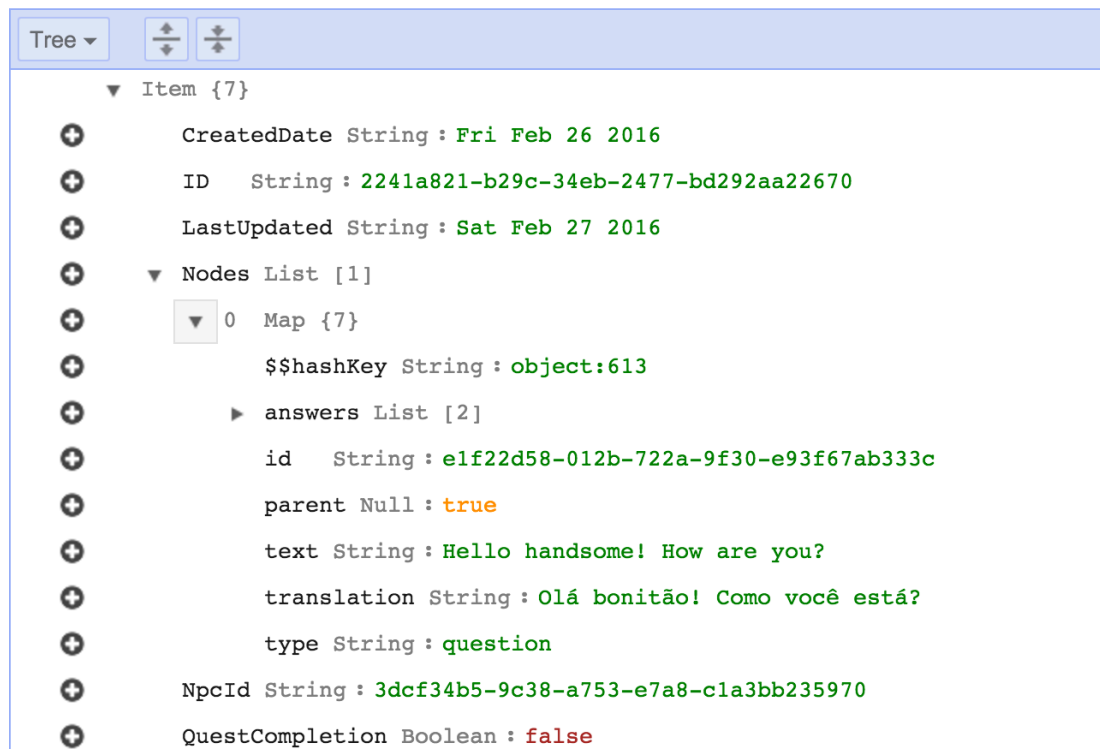 Tree
Item {7}
CreatedDate String : Fri Feb 26 2016
ID String : 2241a821-b29c-34eb-2477-bd292aa22670
LastUpdated String : Sat Feb 27 2016
Nodes List [1]
0 Map {7}
$$hashKey String : object:613
answers List [2]
id String : e1f22d58-012b-722a-9f30-e93f67ab333c
parent Null : true
text String : Hello handsome! How are you?
translation String : Olá bonitão! Como você está?
type String : question
NpcId String : 3dcf34b5-9c38-a753-e7a8-c1a3bb235970
QuestCompletion Boolean : false